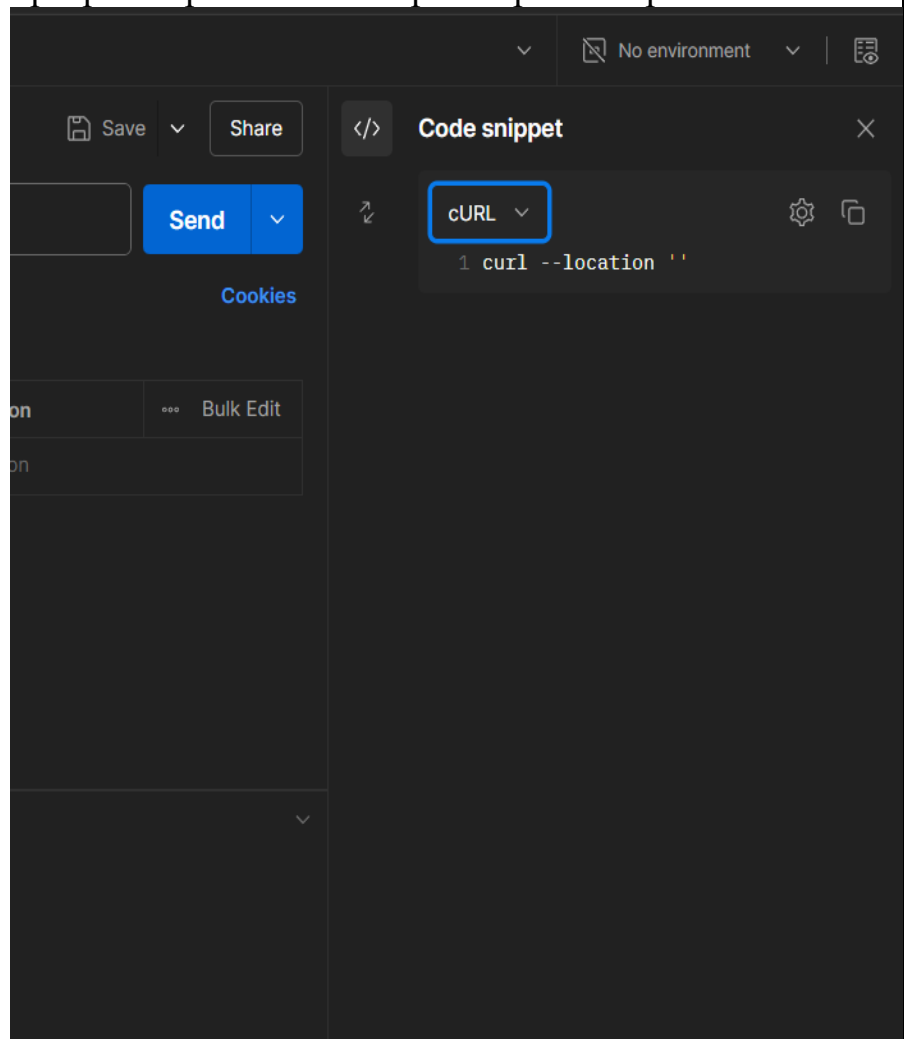 No environment
Save
Share
Code snippet
Send
cURL
1 curl --location ''
Cookies
on
Bulk Edit
on